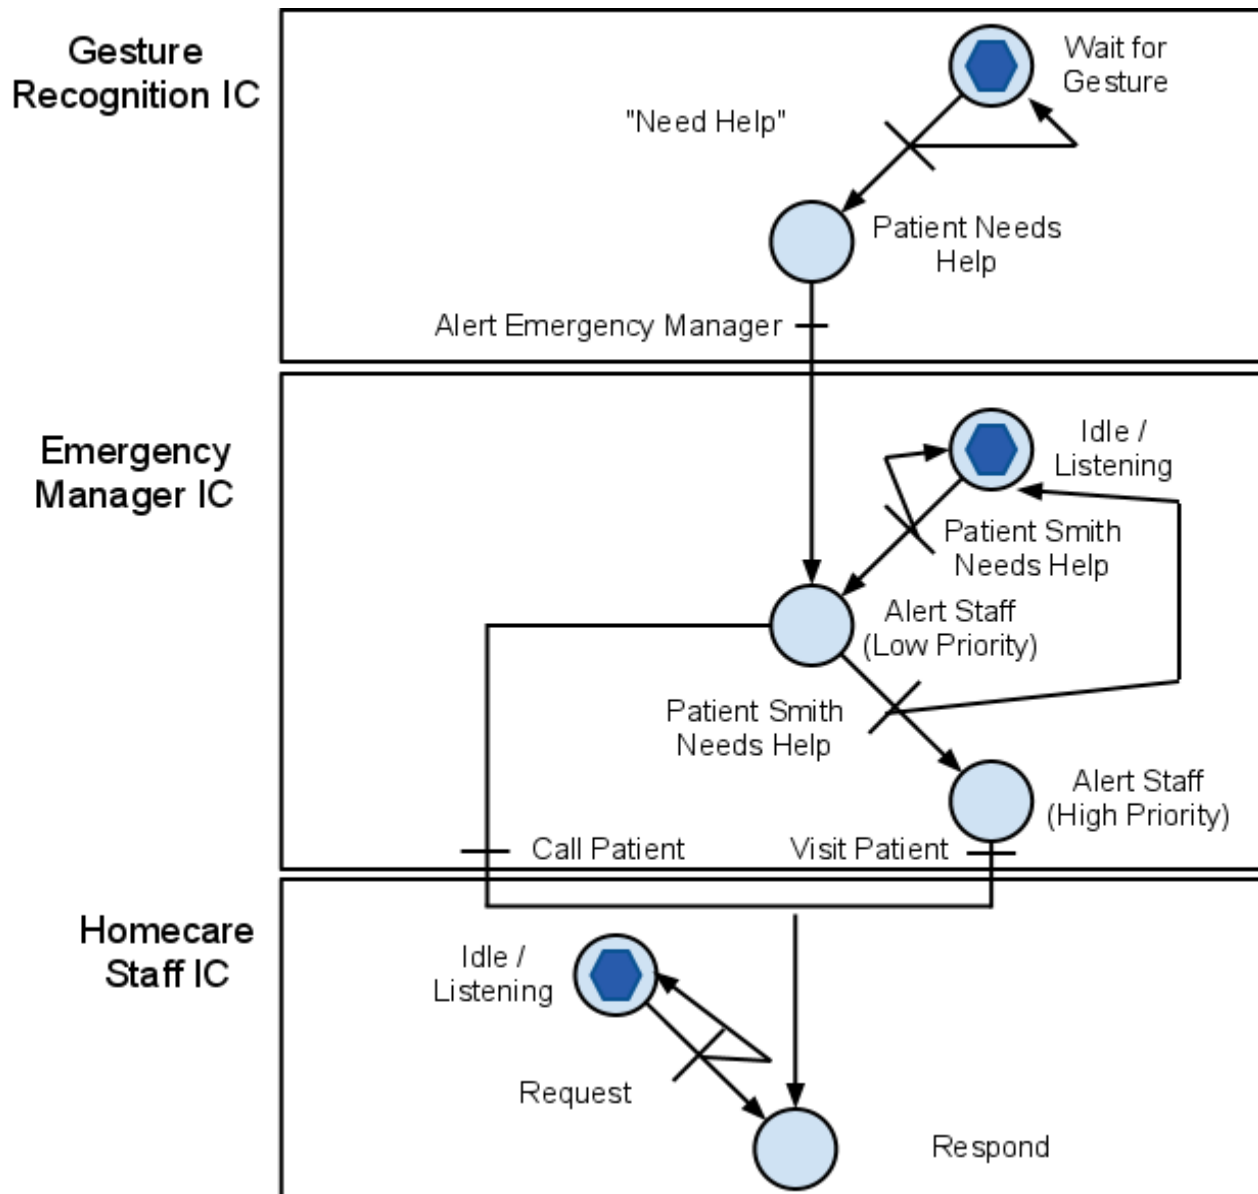 Gesture
Recognition IC
Wait for
Gesture
"Need Help"
Patient Needs
Help
Alert Emergency Manager
Emergency
Manager IC
Idle /
Listening
Patient Smith
Needs Help
Alert Staff
(Low Priority)
Patient Smith
Needs Help
Alert Staff
(High Priority)
Call Patient
Visit Patient
Homecare
Staff IC
Idle /
Listening
Request
Respond